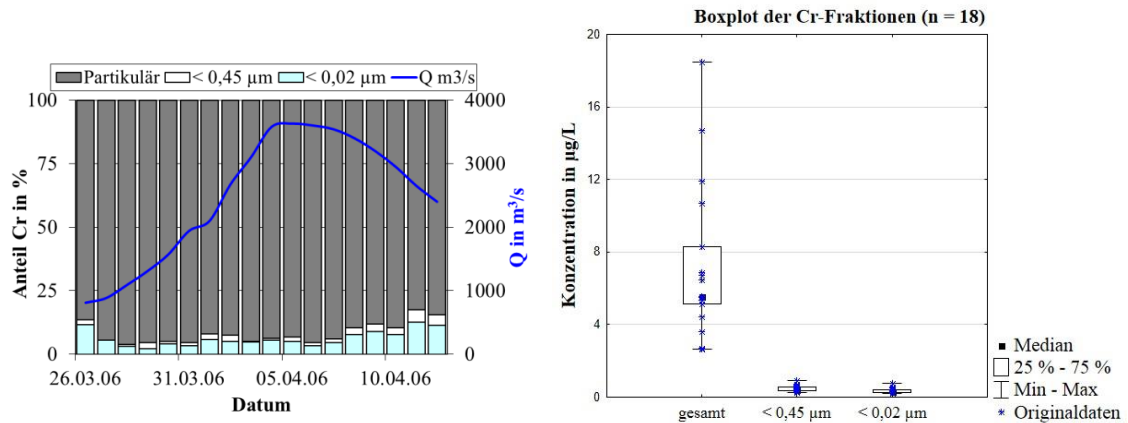 Partikulär < 0,45 µm < 0,02 µm Q m3/s
100
75
50
25
0
Anteil Cr in %
4000
3000
2000
1000
0
Q in m³/s
26.03.06 31.03.06 05.04.06 10.04.06
Datum
Boxplot der Cr-Fraktionen (n = 18)
20
16
12
8
4
0
Konzentration in µg/L
gesamt < 0,45 µm < 0,02 µm
Median
25 % - 75 %
Min - Max
Originaldaten